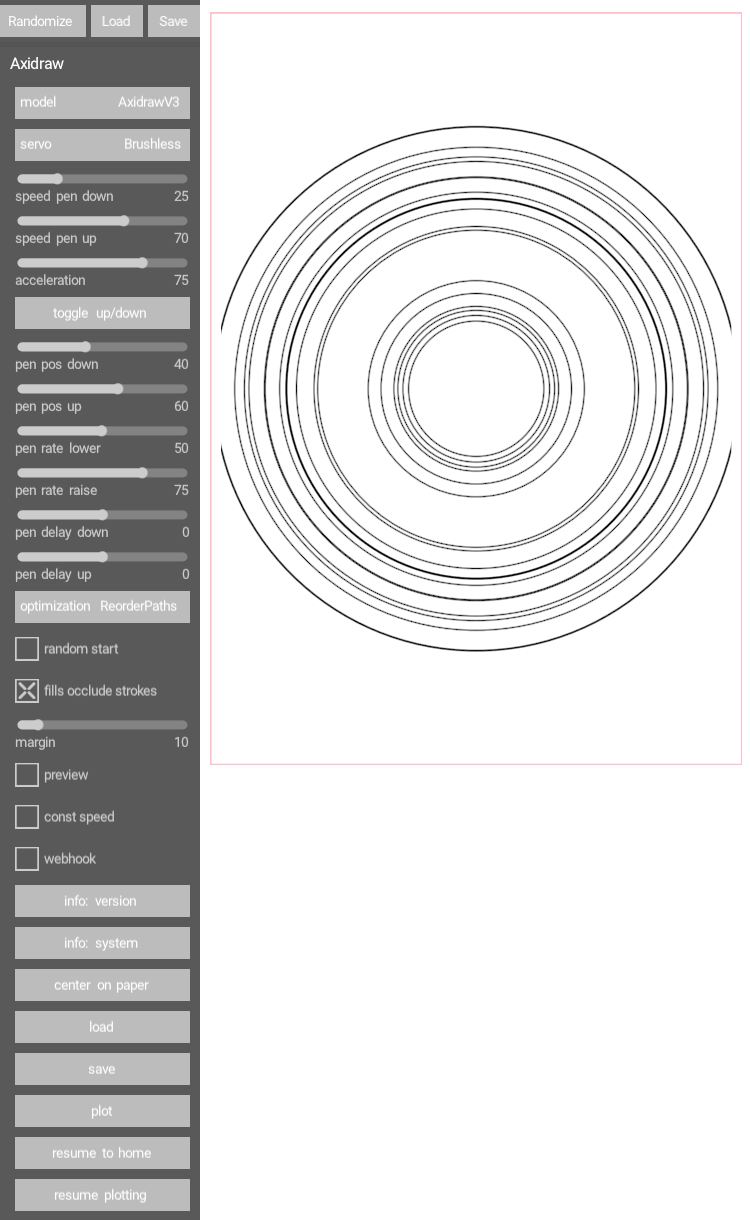 Randomize Load Save
Axidraw
model AxidrawV3
servo Brushless
speed pen down 25
speed pen up 70
acceleration 75
toggle up/down
pen pos down 40
pen pos up 60
pen rate lower 50
pen rate raise 75
pen delay down 0
pen delay up 0
optimization ReorderPaths
random start
fills occlude strokes
margin 10
preview
const speed
webhook
info: version
info: system
center on paper
load
save
plot
resume to home
resume plotting